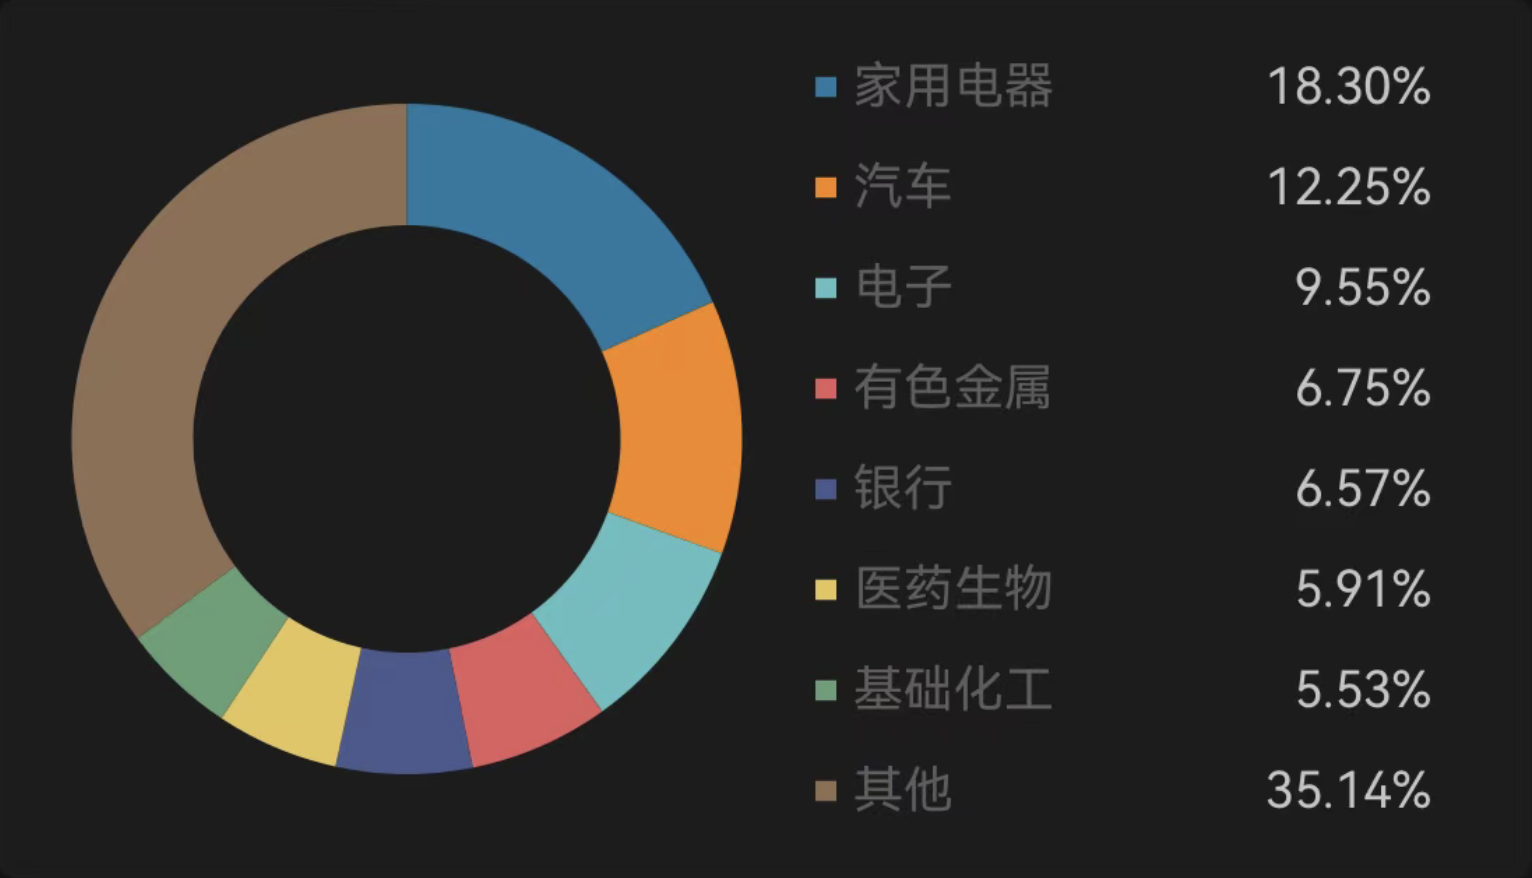 家用电器 18.30%
汽车 12.25%
电子 9.55%
有色金属 6.75%
银行 6.57%
医药生物 5.91%
基础化工 5.53%
其他 35.14%